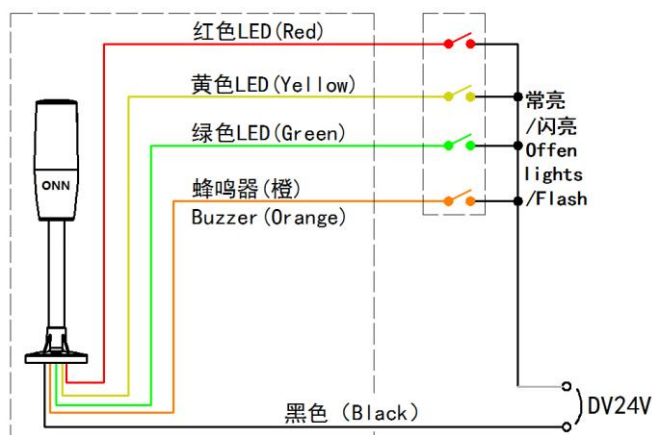 红色LED(Red)
黄色LED(Yellow)
绿色LED(Green)
蜂鸣器(橙)
Buzzer(Orange)
常亮
/闪亮
Offen
lights
/Flash
ONN
黑色（Black）
DV24V